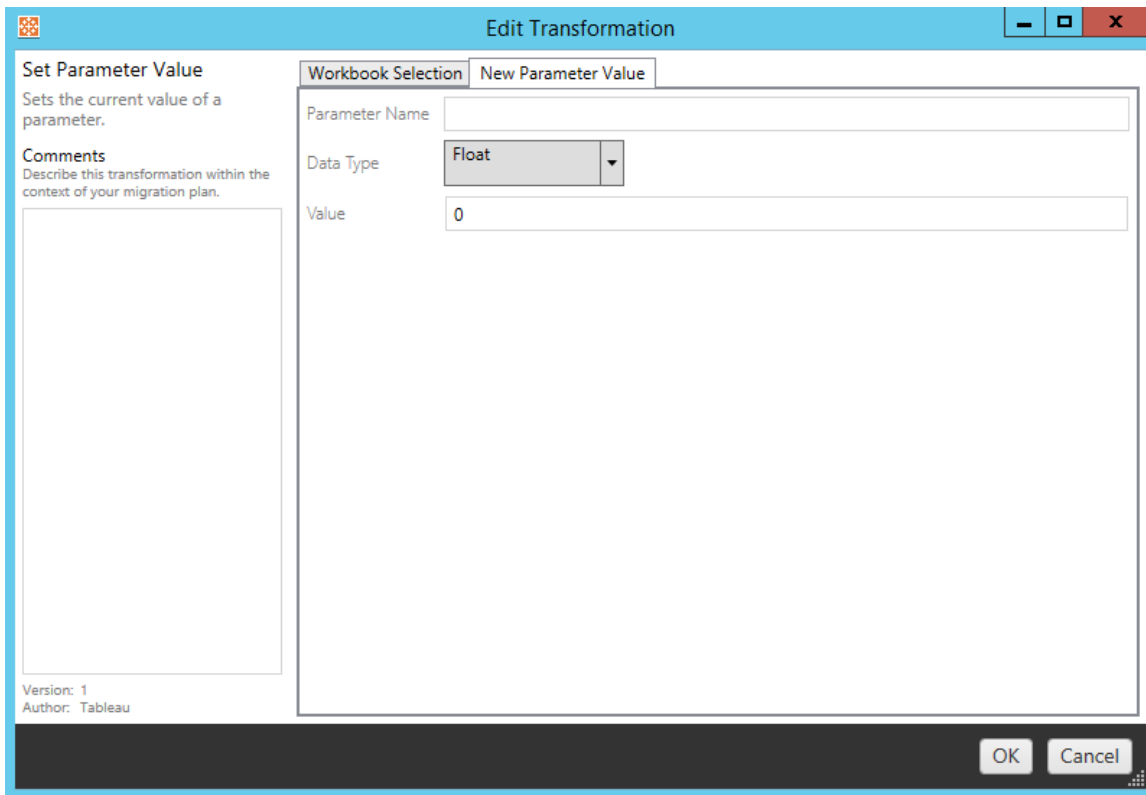 Edit Transformation
Set Parameter Value
Sets the current value of a
parameter.
Comments
Describe this transformation within the
context of your migration plan.
Version: 1
Author: Tableau
Workbook Selection
New Parameter Value
Parameter Name
Data Type
Float
Value
0
OK
Cancel